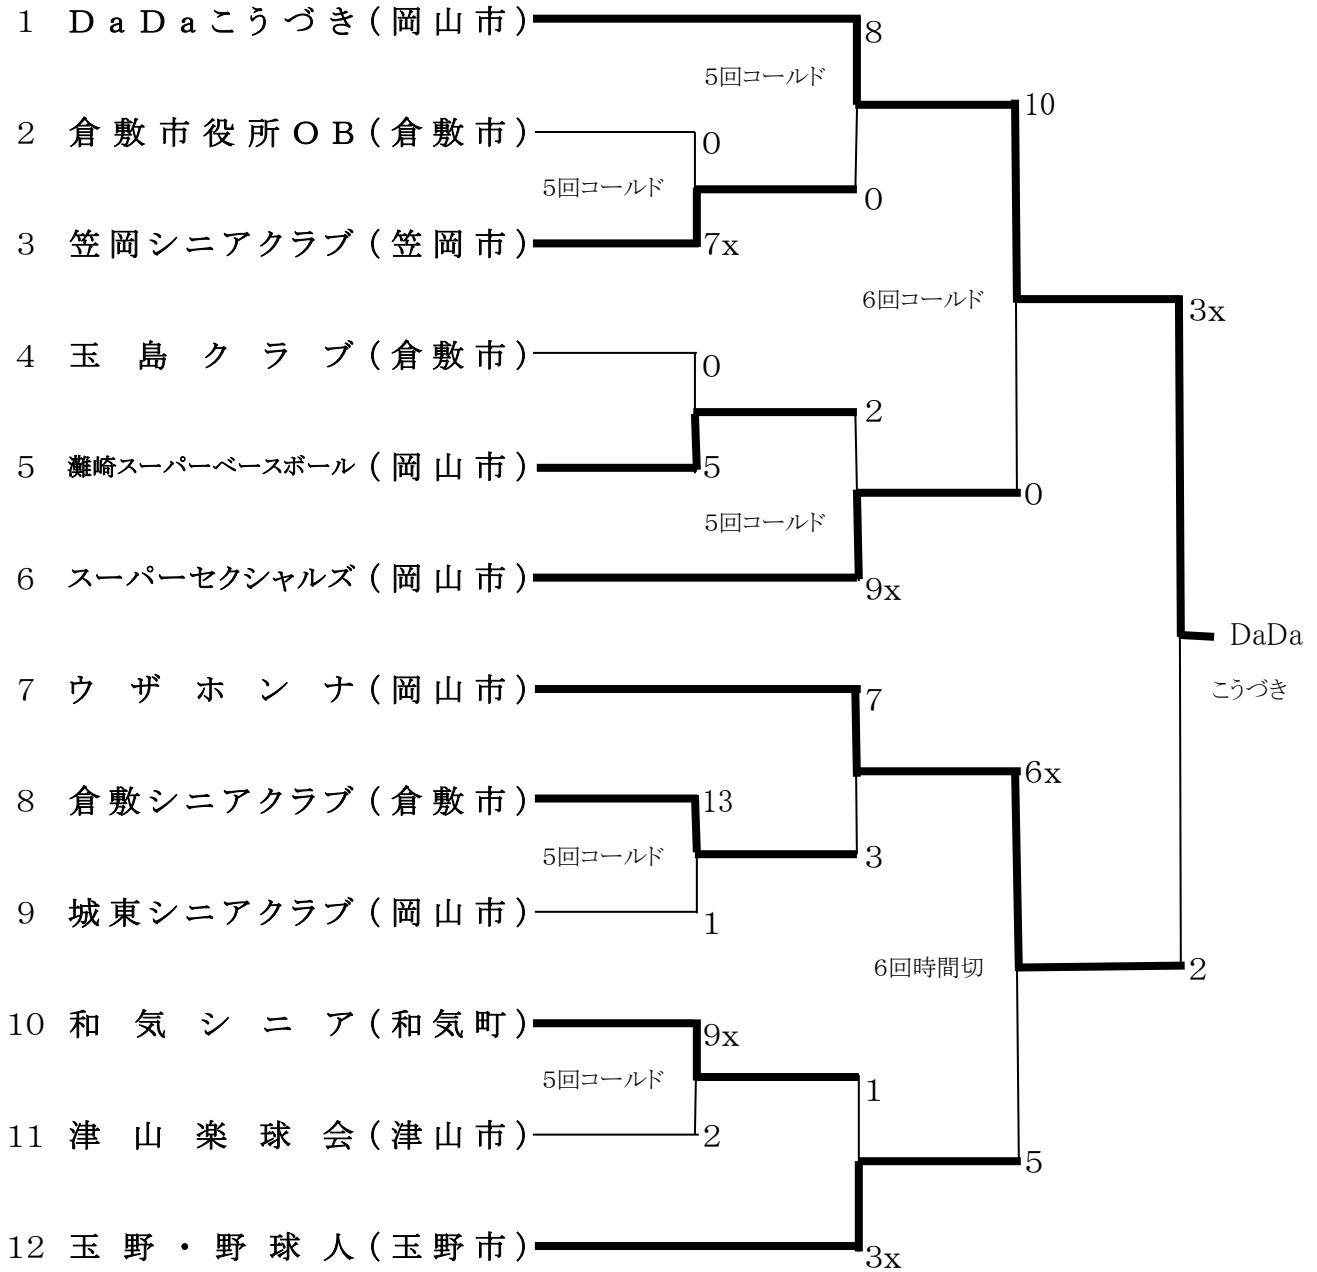 1 DaDaこうづき(岡山市) 8
5回コールド
10
2 倉敷市役所OB(倉敷市) 0
5回コールド
0
3 笠岡シニアクラブ(笠岡市) 7x
6回コールド
3x
4 玉島クラブ(倉敷市) 0
2
5 灘崎スーパーベースボール(岡山市) 5
0
5回コールド
6 スーパーセクシャルズ(岡山市) 9x
DaDa
こうづき
7 ウザホンナ(岡山市) 7
6x
8 倉敷シニアクラブ(倉敷市) 13
5回コールド
3
9 城東シニアクラブ(岡山市) 1
6回時間切
2
10 和気シニア(和気町) 9x
5回コールド
1
11 津山楽球会(津山市) 2
5
12 玉野・野球人(玉野市) 3x